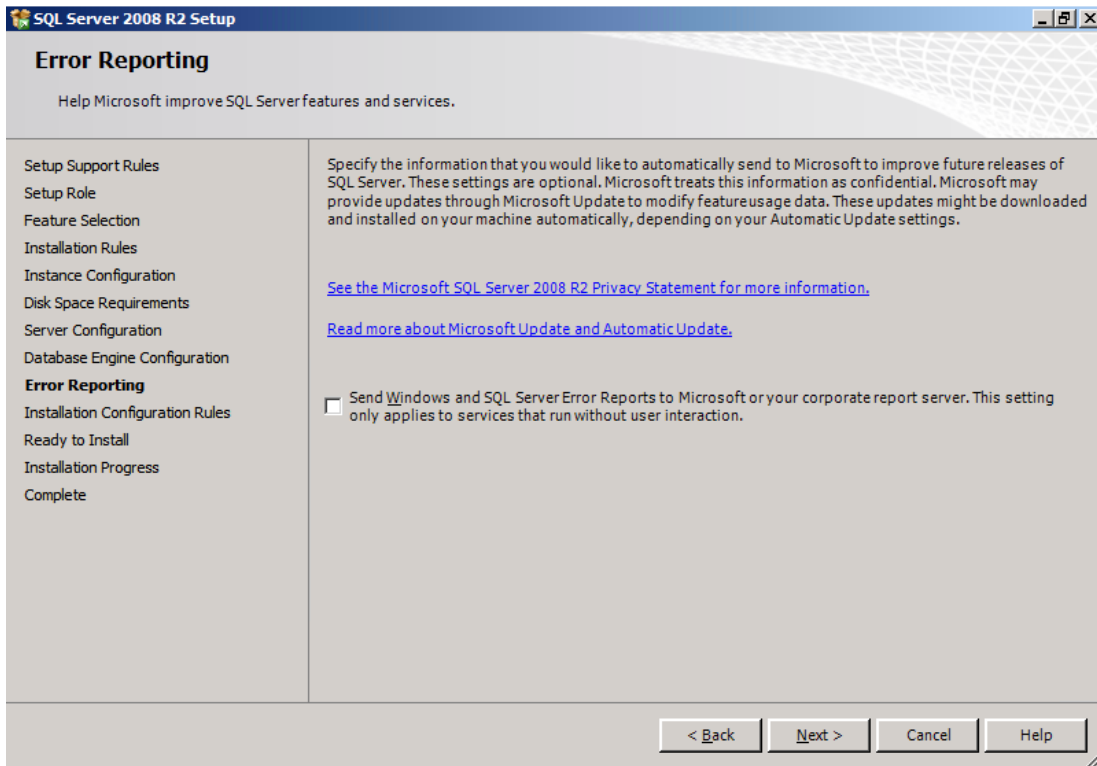 SQL Server 2008 R2 Setup
Error Reporting
Help Microsoft improve SQL Server features and services.
Setup Support Rules
Setup Role
Feature Selection
Installation Rules
Instance Configuration
Disk Space Requirements
Server Configuration
Database Engine Configuration
Error Reporting
Installation Configuration Rules
Ready to Install
Installation Progress
Complete
Specify the information that you would like to automatically send to Microsoft to improve future releases of
SQL Server. These settings are optional. Microsoft treats this information as confidential. Microsoft may
provide updates through Microsoft Update to modify feature usage data. These updates might be downloaded
and installed on your machine automatically, depending on your Automatic Update settings.
See the Microsoft SQL Server 2008 R2 Privacy Statement for more information.
Read more about Microsoft Update and Automatic Update.
Send Windows and SQL Server Error Reports to Microsoft or your corporate report server. This setting
only applies to services that run without user interaction.
< Back
Next >
Cancel
Help